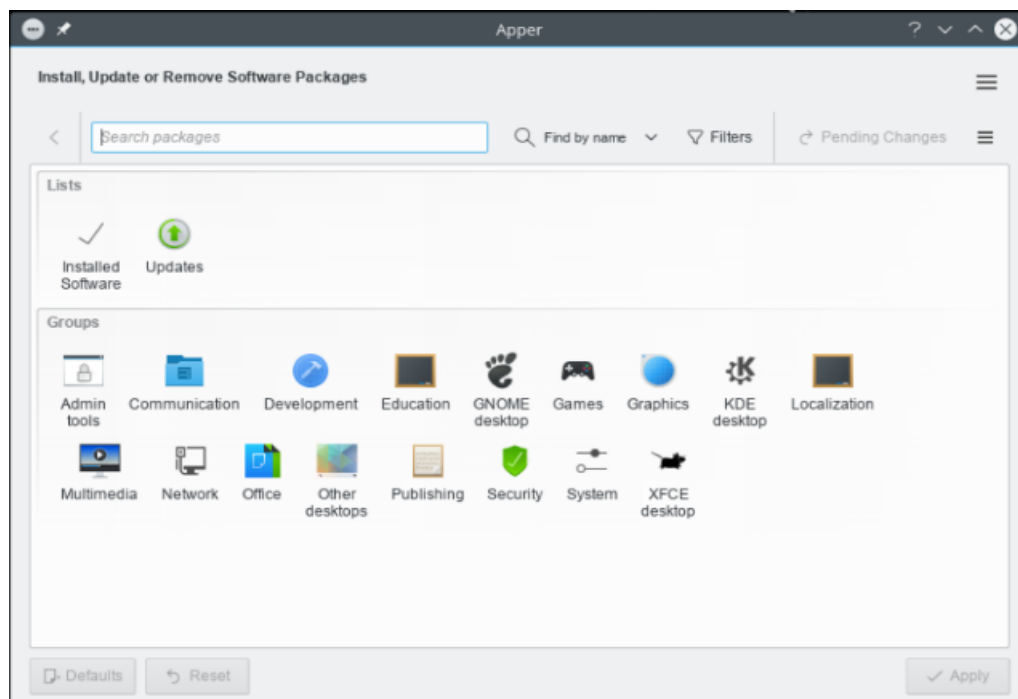 Apper
Install, Update or Remove Software Packages
Search packages
Find by name
Filters
Pending Changes
Lists
Installed Software
Updates
Groups
Admin tools
Communication
Development
Education
GNOME desktop
Games
Graphics
KDE desktop
Localization
Multimedia
Network
Office
Other desktops
Publishing
Security
System
XFCE desktop
Defaults
Reset
Apply